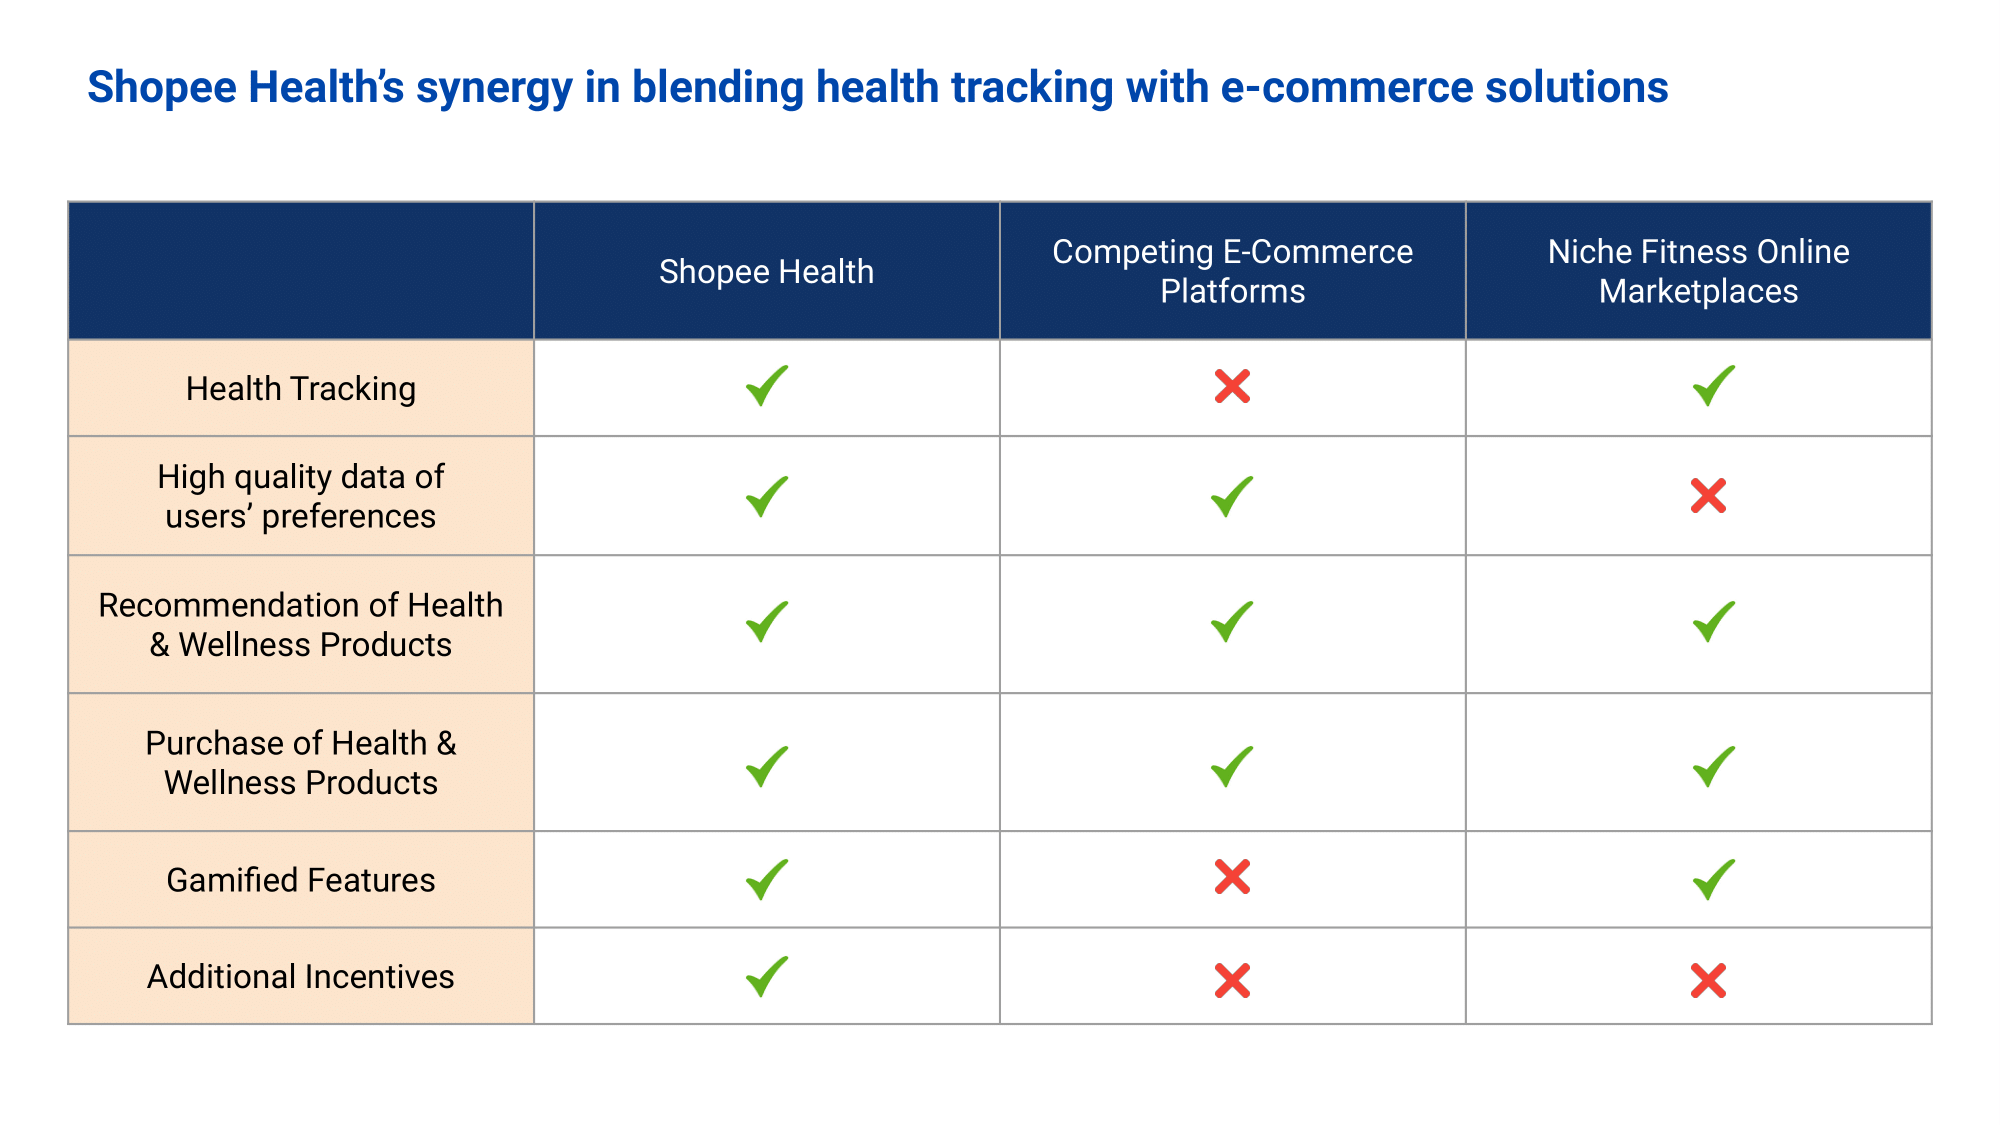 Shopee Health’s synergy in blending health tracking with e-commerce solutions
Shopee Health
Competing E-Commerce
Platforms
Niche Fitness Online
Marketplaces
Health Tracking
High quality data of
users’ preferences
Recommendation of Health
& Wellness Products
Purchase of Health &
Wellness Products
Gamified Features
Additional Incentives